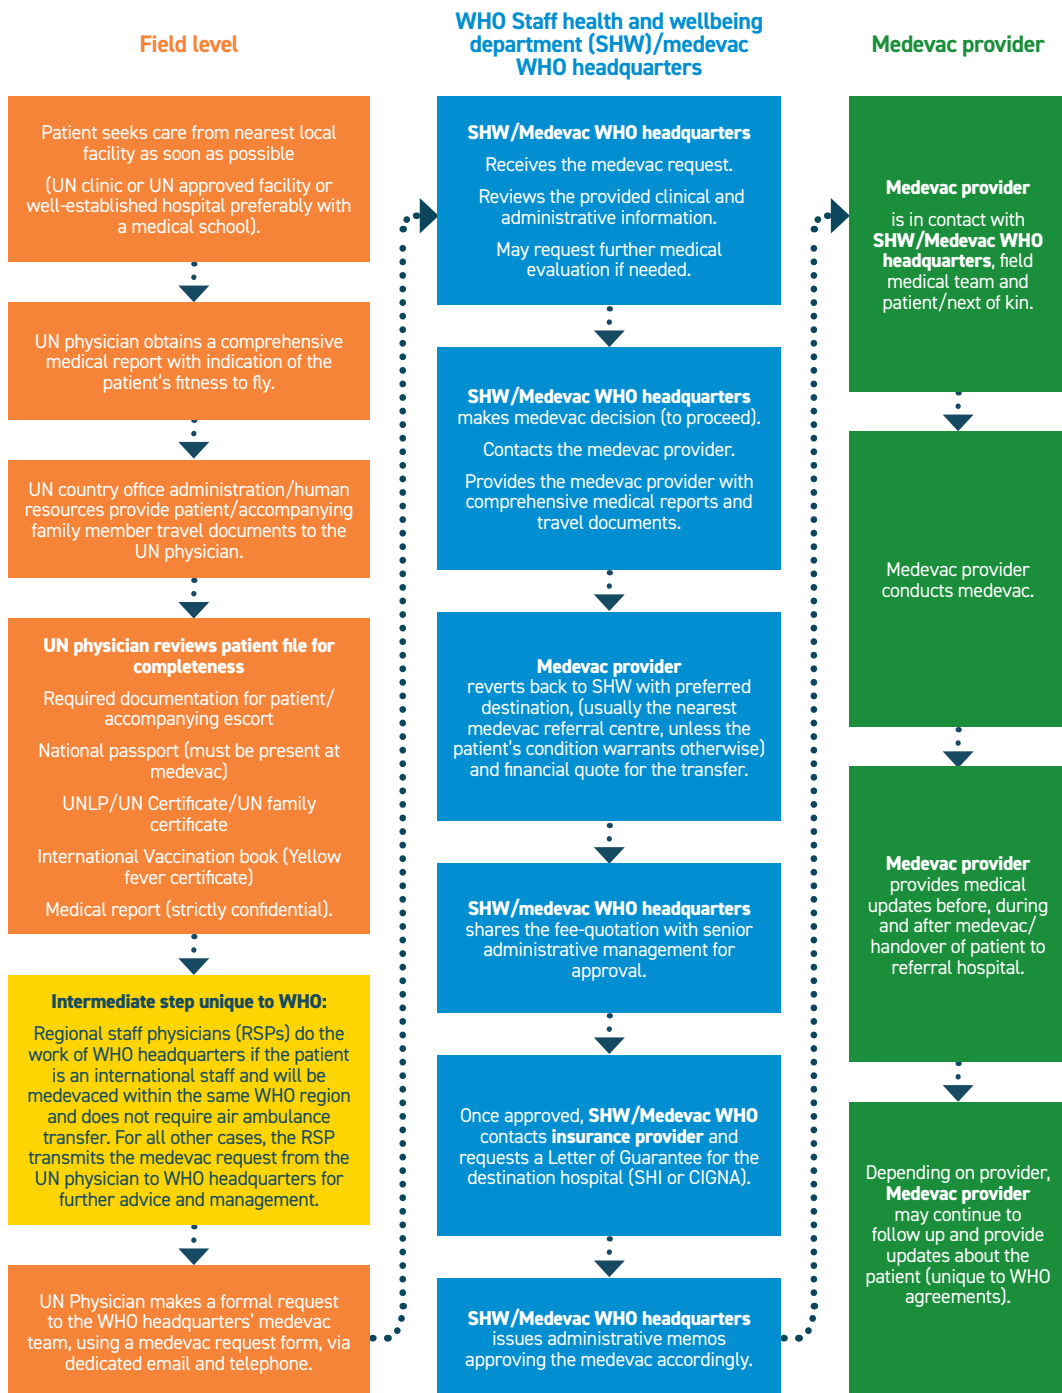 Field level
Patient seeks care from nearest local
facility as soon as possible
(UN clinic or UN approved facility or
well-established hospital preferably with
a medical school).
UN physician obtains a comprehensive
medical report with indication of the
patient's fitness to fly.
UN country office administration/human
resources provide patient/accompanying
family member travel documents to the
UN physician.
UN physician reviews patient file for
completeness
Required documentation for patient/
accompanying escort
National passport (must be present at
medevac)
UNLP/UN Certificate/UN family
certificate
International Vaccination book (Yellow
fever certificate)
Medical report (strictly confidential).
Intermediate step unique to WHO:
Regional staff physicians (RSPs) do the
work of WHO headquarters if the patient
is an international staff and will be
medevaced within the same WHO region
and does not require air ambulance
transfer. For all other cases, the RSP
transmits the medevac request from the
UN physician to WHO headquarters for
further advice and management.
UN Physician makes a formal request
to the WHO headquarters' medevac
team, using a medevac request form, via
dedicated email and telephone.
WHO Staff health and wellbeing
department (SHW)/medevac
WHO headquarters
SHW/Medevac WHO headquarters
Receives the medevac request.
Reviews the provided clinical and
administrative information.
May request further medical
evaluation if needed.
SHW/Medevac WHO headquarters
makes medevac decision (to proceed).
Contacts the medevac provider.
Provides the medevac provider with
comprehensive medical reports and
travel documents.
Medevac provider
reverts back to SHW with preferred
destination, (usually the nearest
medevac referral centre, unless the
patient's condition warrants otherwise)
and financial quote for the transfer.
SHW/medevac WHO headquarters
shares the fee-quotation with senior
administrative management for
approval.
Once approved, SHW/Medevac WHO
contacts insurance provider and
requests a Letter of Guarantee for the
destination hospital (SHI or CIGNA).
SHW/Medevac WHO headquarters
issues administrative memos
approving the medevac accordingly.
Medevac provider
Medevac provider
is in contact with
SHW/Medevac WHO
headquarters, field
medical team and
patient/next of kin.
Medevac provider
conducts medevac.
Medevac provider
provides medical
updates before, during
and after medevac/
handover of patient to
referral hospital.
Depending on provider,
Medevac provider
may continue to
follow up and provide
updates about the
patient (unique to WHO
agreements).